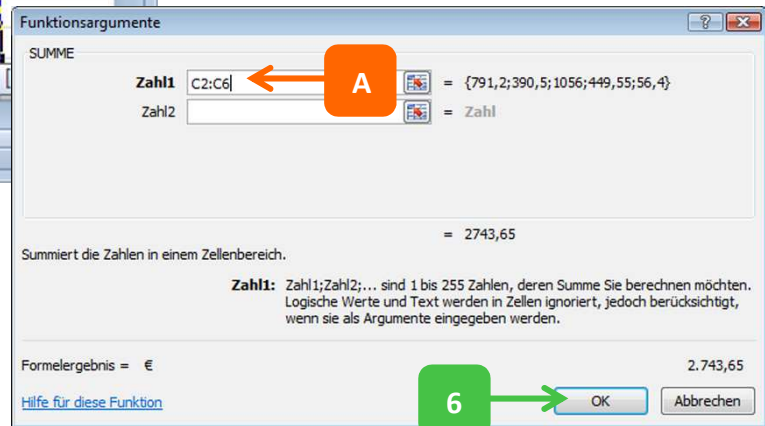 Funktionsargumente
SUMME
Zahl1 C2:C6 A = {791,2;390,5;1056;449,55;56,4}
Zahl2 = Zahl
= 2743,65
Summiert die Zahlen in einem Zellenbereich.
Zahl1: Zahl1;Zahl2;... sind 1 bis 255 Zahlen, deren Summe Sie berechnen möchten.
Logische Werte und Text werden in Zellen ignoriert, jedoch berücksichtigt,
wenn sie als Argumente eingegeben werden.
Formelergebnis = € 2.743,65
Hilfe für diese Funktion 6 OK Abbrechen